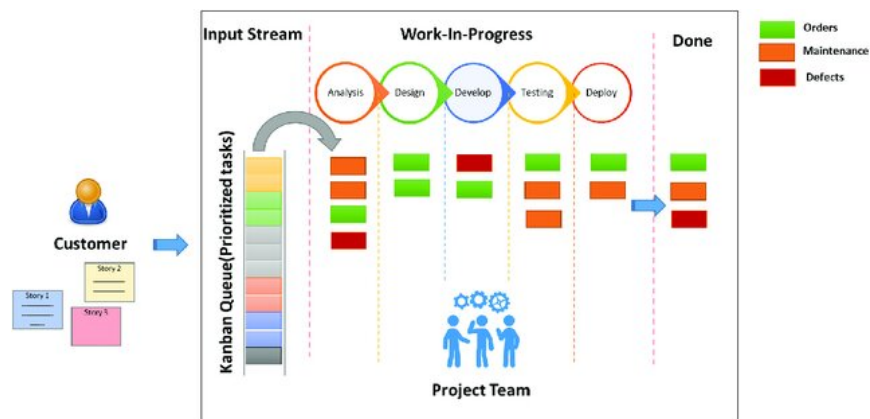 Input Stream
Work-In-Progress
Done
Orders
Maintenance
Defects
Analysis
Design
Develop
Testing
Deploy
Kanban Queue(Prioritized tasks)
Customer
Story 2
Story 1
Story 3
Project Team